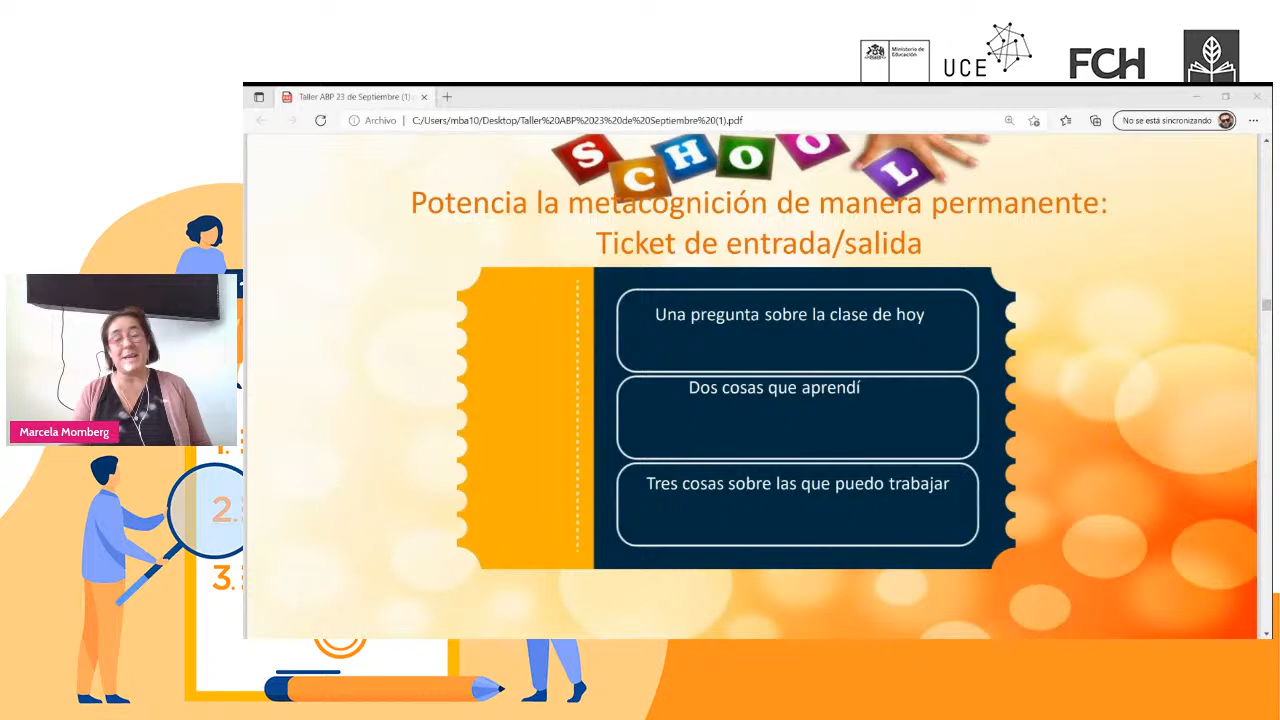 Ministerio de
Educación
UCE
FCH
Taller ABP 23 de Septiembre (1).
Archivo | C:/Users/mba10/Desktop/Taller%20ABP%2023%20de%20Septiembre%20(1).pdf
No se está sincronizando
SCHOOL
Potencia la metacognición de manera permanente:
Ticket de entrada/salida
Una pregunta sobre la clase de hoy
Dos cosas que aprendí
Tres cosas sobre las que puedo trabajar
Marcela Momberg
1.
2.
3.